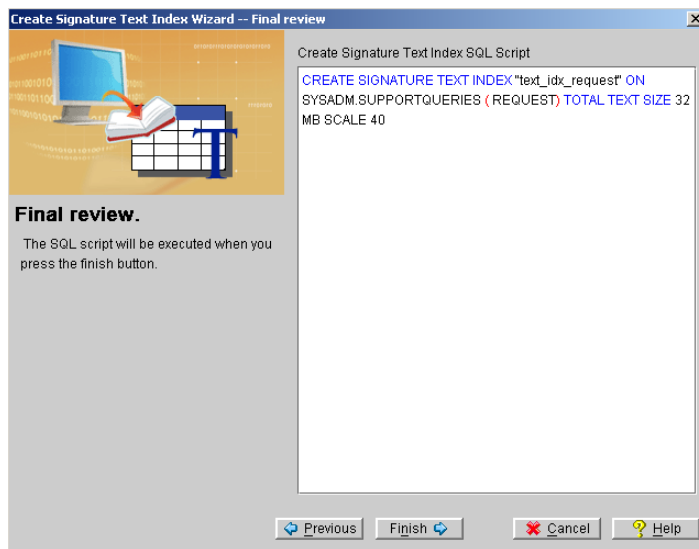 Create Signature Text Index Wizard -- Final review
Create Signature Text Index SQL Script
CREATE SIGNATURE TEXT INDEX "text_idx_request" ON
SYSADM.SUPPORTQUERIES ( REQUEST) TOTAL TEXT SIZE 32
MB SCALE 40
Final review.
The SQL script will be executed when you
press the finish button.
Previous
Finish
Cancel
Help